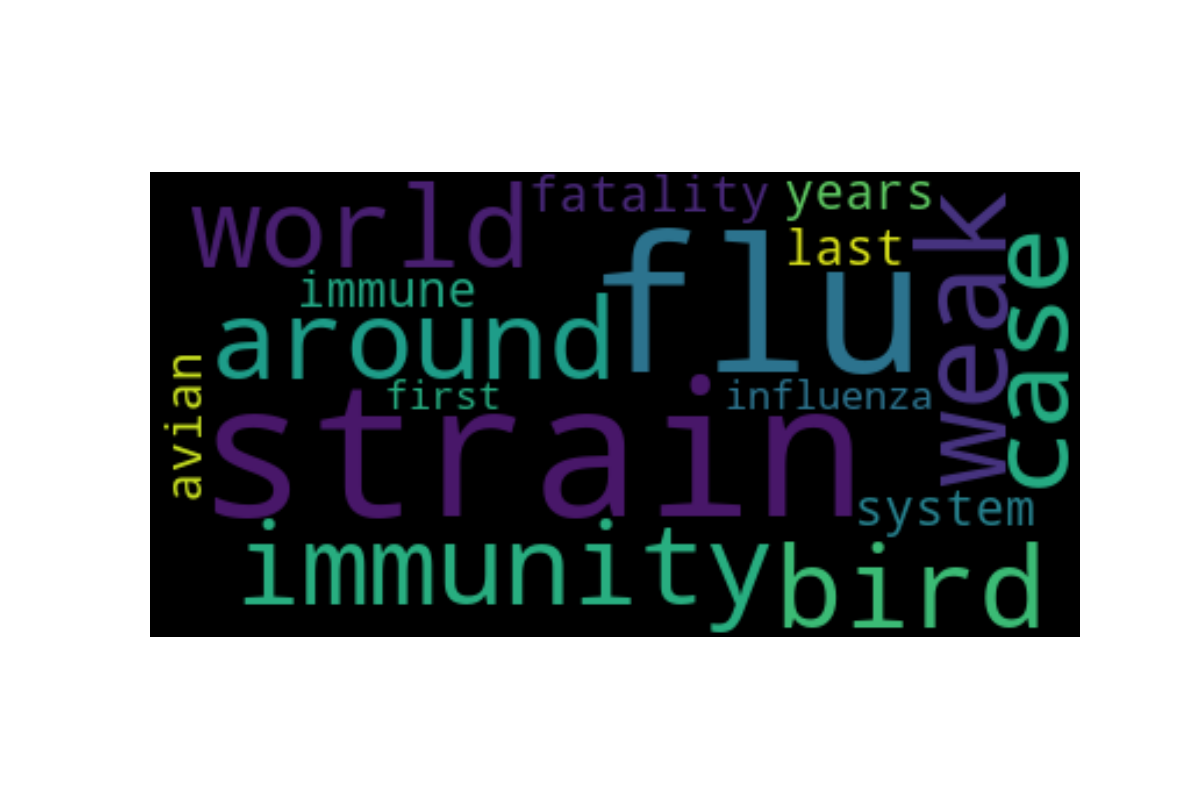 world
fatality
years
last
flu
weak
case
immune
around
avian
first
influenza
strain
system
immunity
bird